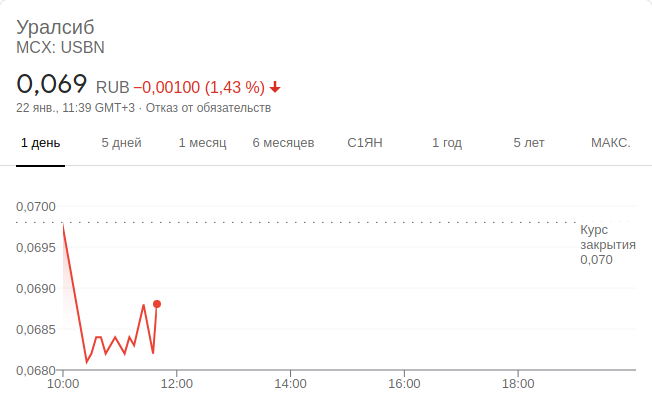 Уралсиб
MCX: USBN
0,069 RUB −0,00100 (1,43 %)
22 янв., 11:39 GMT+3 · Отказ от обязательств
1 день 5 дней 1 месяц 6 месяцев С1ЯН 1 год 5 лет МАКС.
0,0700
0,0695
0,0690
0,0685
0,0680
Курс
закрытия
0,070
10:00 12:00 14:00 16:00 18:00